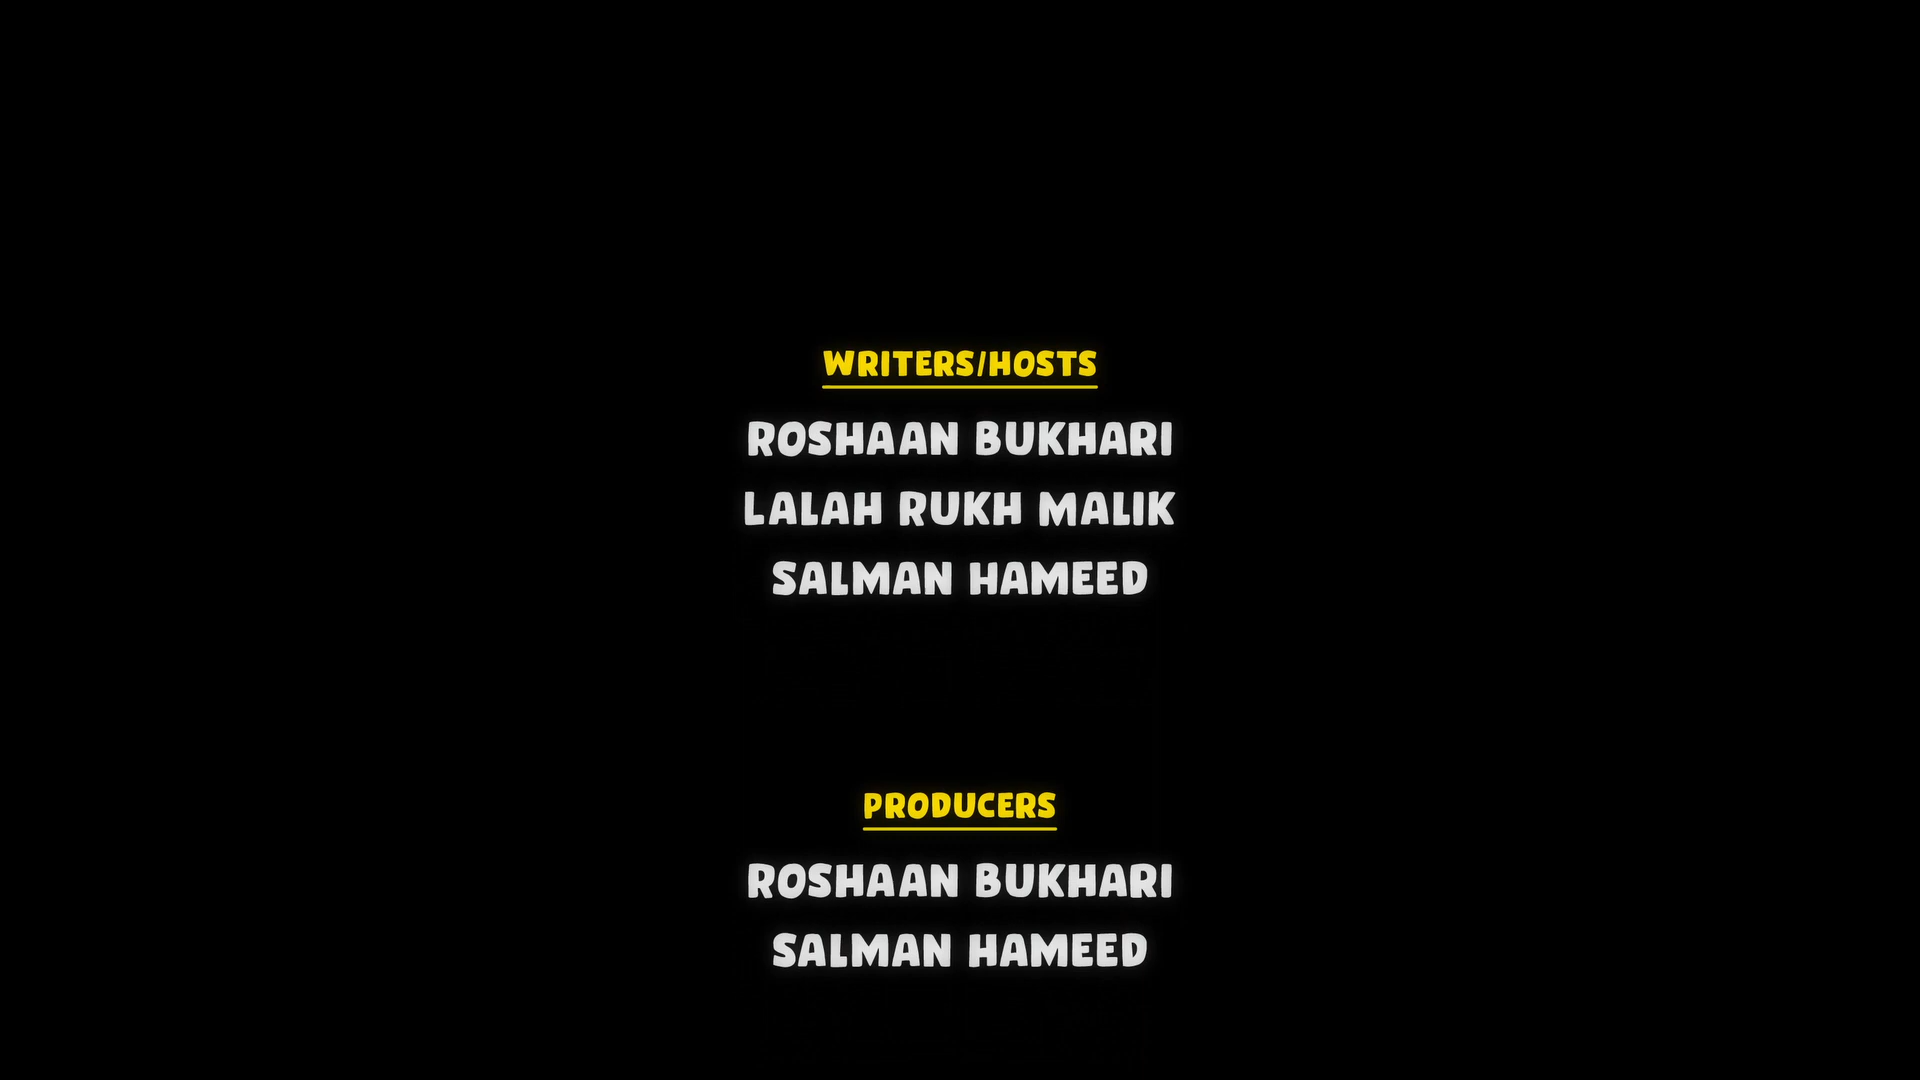 WRITERS/HOSTS
ROSHAAN BUKHARI
LALAH RUKH MALIK
SALMAN HAMEED
PRODUCERS
ROSHAAN BUKHARI
SALMAN HAMEED